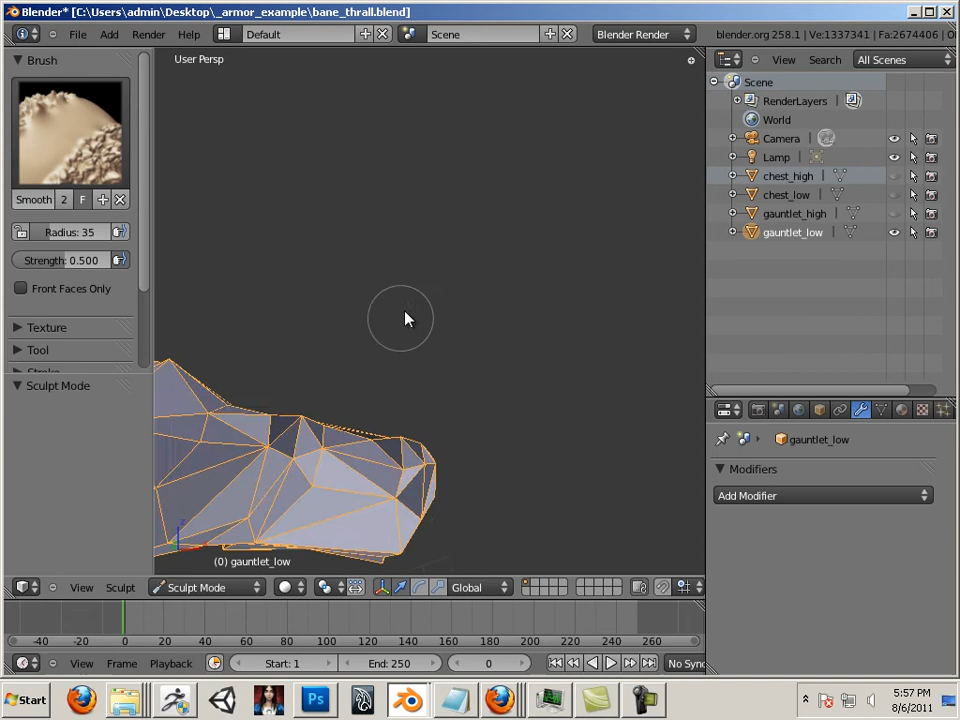 Blender* [C:\Users\admin\Desktop\_armor_example\bane_thrall.blend]
File Add Render Help Default Scene Blender Render blender.org 258.1 | Ve:1337341 | Fa:2674406 |
Brush
User Persp
View Search All Scenes
Scene
RenderLayers
World
Camera
Lamp
chest_high
chest_low
gauntlet_high
gauntlet_low
Smooth 2 F
Radius: 35
Strength: 0.500
Front Faces Only
Texture
Tool
Sculpt Mode
gauntlet_low
Modifiers
Add Modifier
(0) gauntlet_low
View Sculpt Sculpt Mode Global
-40 -20 0 20 40 60 80 100 120 140 160 180 200 220 240 260
View Frame Playback Start: 1 End: 250 0 No Sync
Start Ps 5:57 PM
8/6/2011